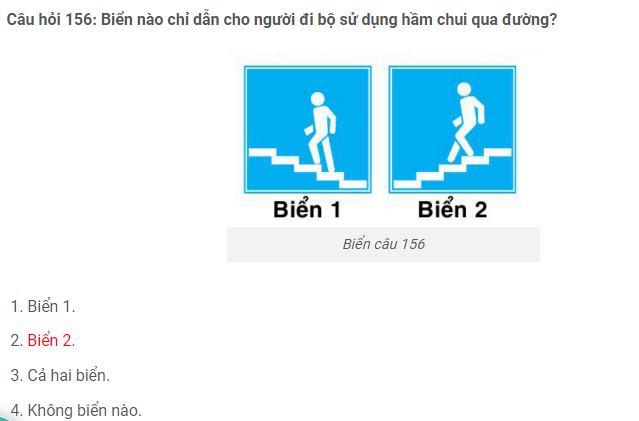 Câu hỏi 156: Biển nào chỉ dẫn cho người đi bộ sử dụng hầm chui qua đường?
Biển 1 Biển 2
Biển câu 156
1. Biển 1.
2. Biển 2.
3. Cả hai biển.
4. Không biển nào.